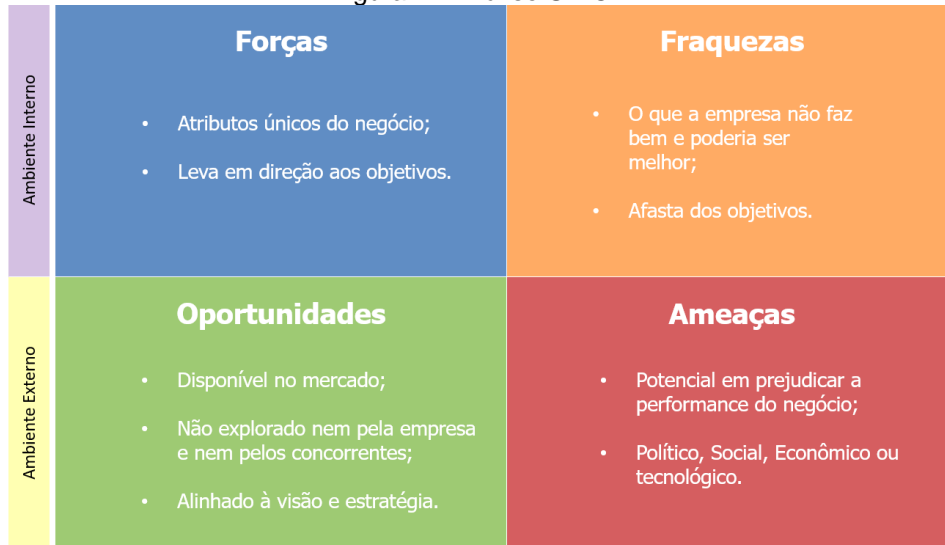 Forças
• Atributos únicos do negócio;
• Leva em direção aos objetivos.
Fraquezas
• O que a empresa não faz
bem e poderia ser
melhor;
• Afasta dos objetivos.
Ambiente Interno
Oportunidades
• Disponível no mercado;
• Não explorado nem pela empresa
e nem pelos concorrentes;
• Alinhado à visão e estratégia.
Ameaças
• Potencial em prejudicar a
performance do negócio;
• Político, Social, Econômico ou
tecnológico.
Ambiente Externo